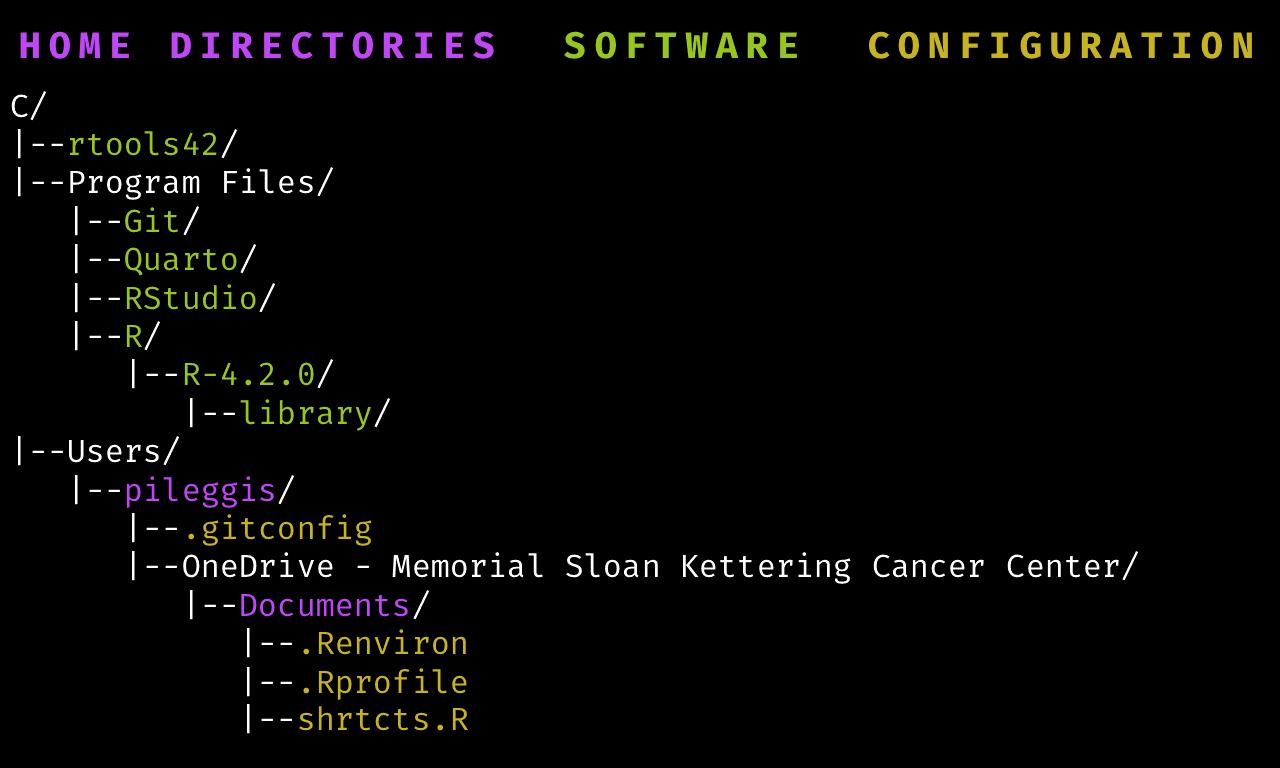 HOME DIRECTORIES  SOFTWARE  CONFIGURATION
C/
|--rtools42/
|--Program Files/
   |--Git/
   |--Quarto/
   |--RStudio/
   |--R/
      |--R-4.2.0/
         |--library/
|--Users/
   |--pileggis/
      |--.gitconfig
      |--OneDrive - Memorial Sloan Kettering Cancer Center/
         |--Documents/
            |--.Renviron
            |--.Rprofile
            |--shrtcts.R